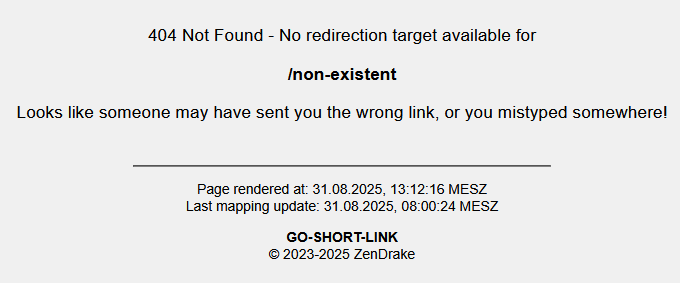 404 Not Found - No redirection target available for
/non-existent
Looks like someone may have sent you the wrong link, or you mistyped somewhere!
Page rendered at: 31.08.2025, 13:12:16 MESZ
Last mapping update: 31.08.2025, 08:00:24 MESZ
GO-SHORT-LINK
© 2023-2025 ZenDrake